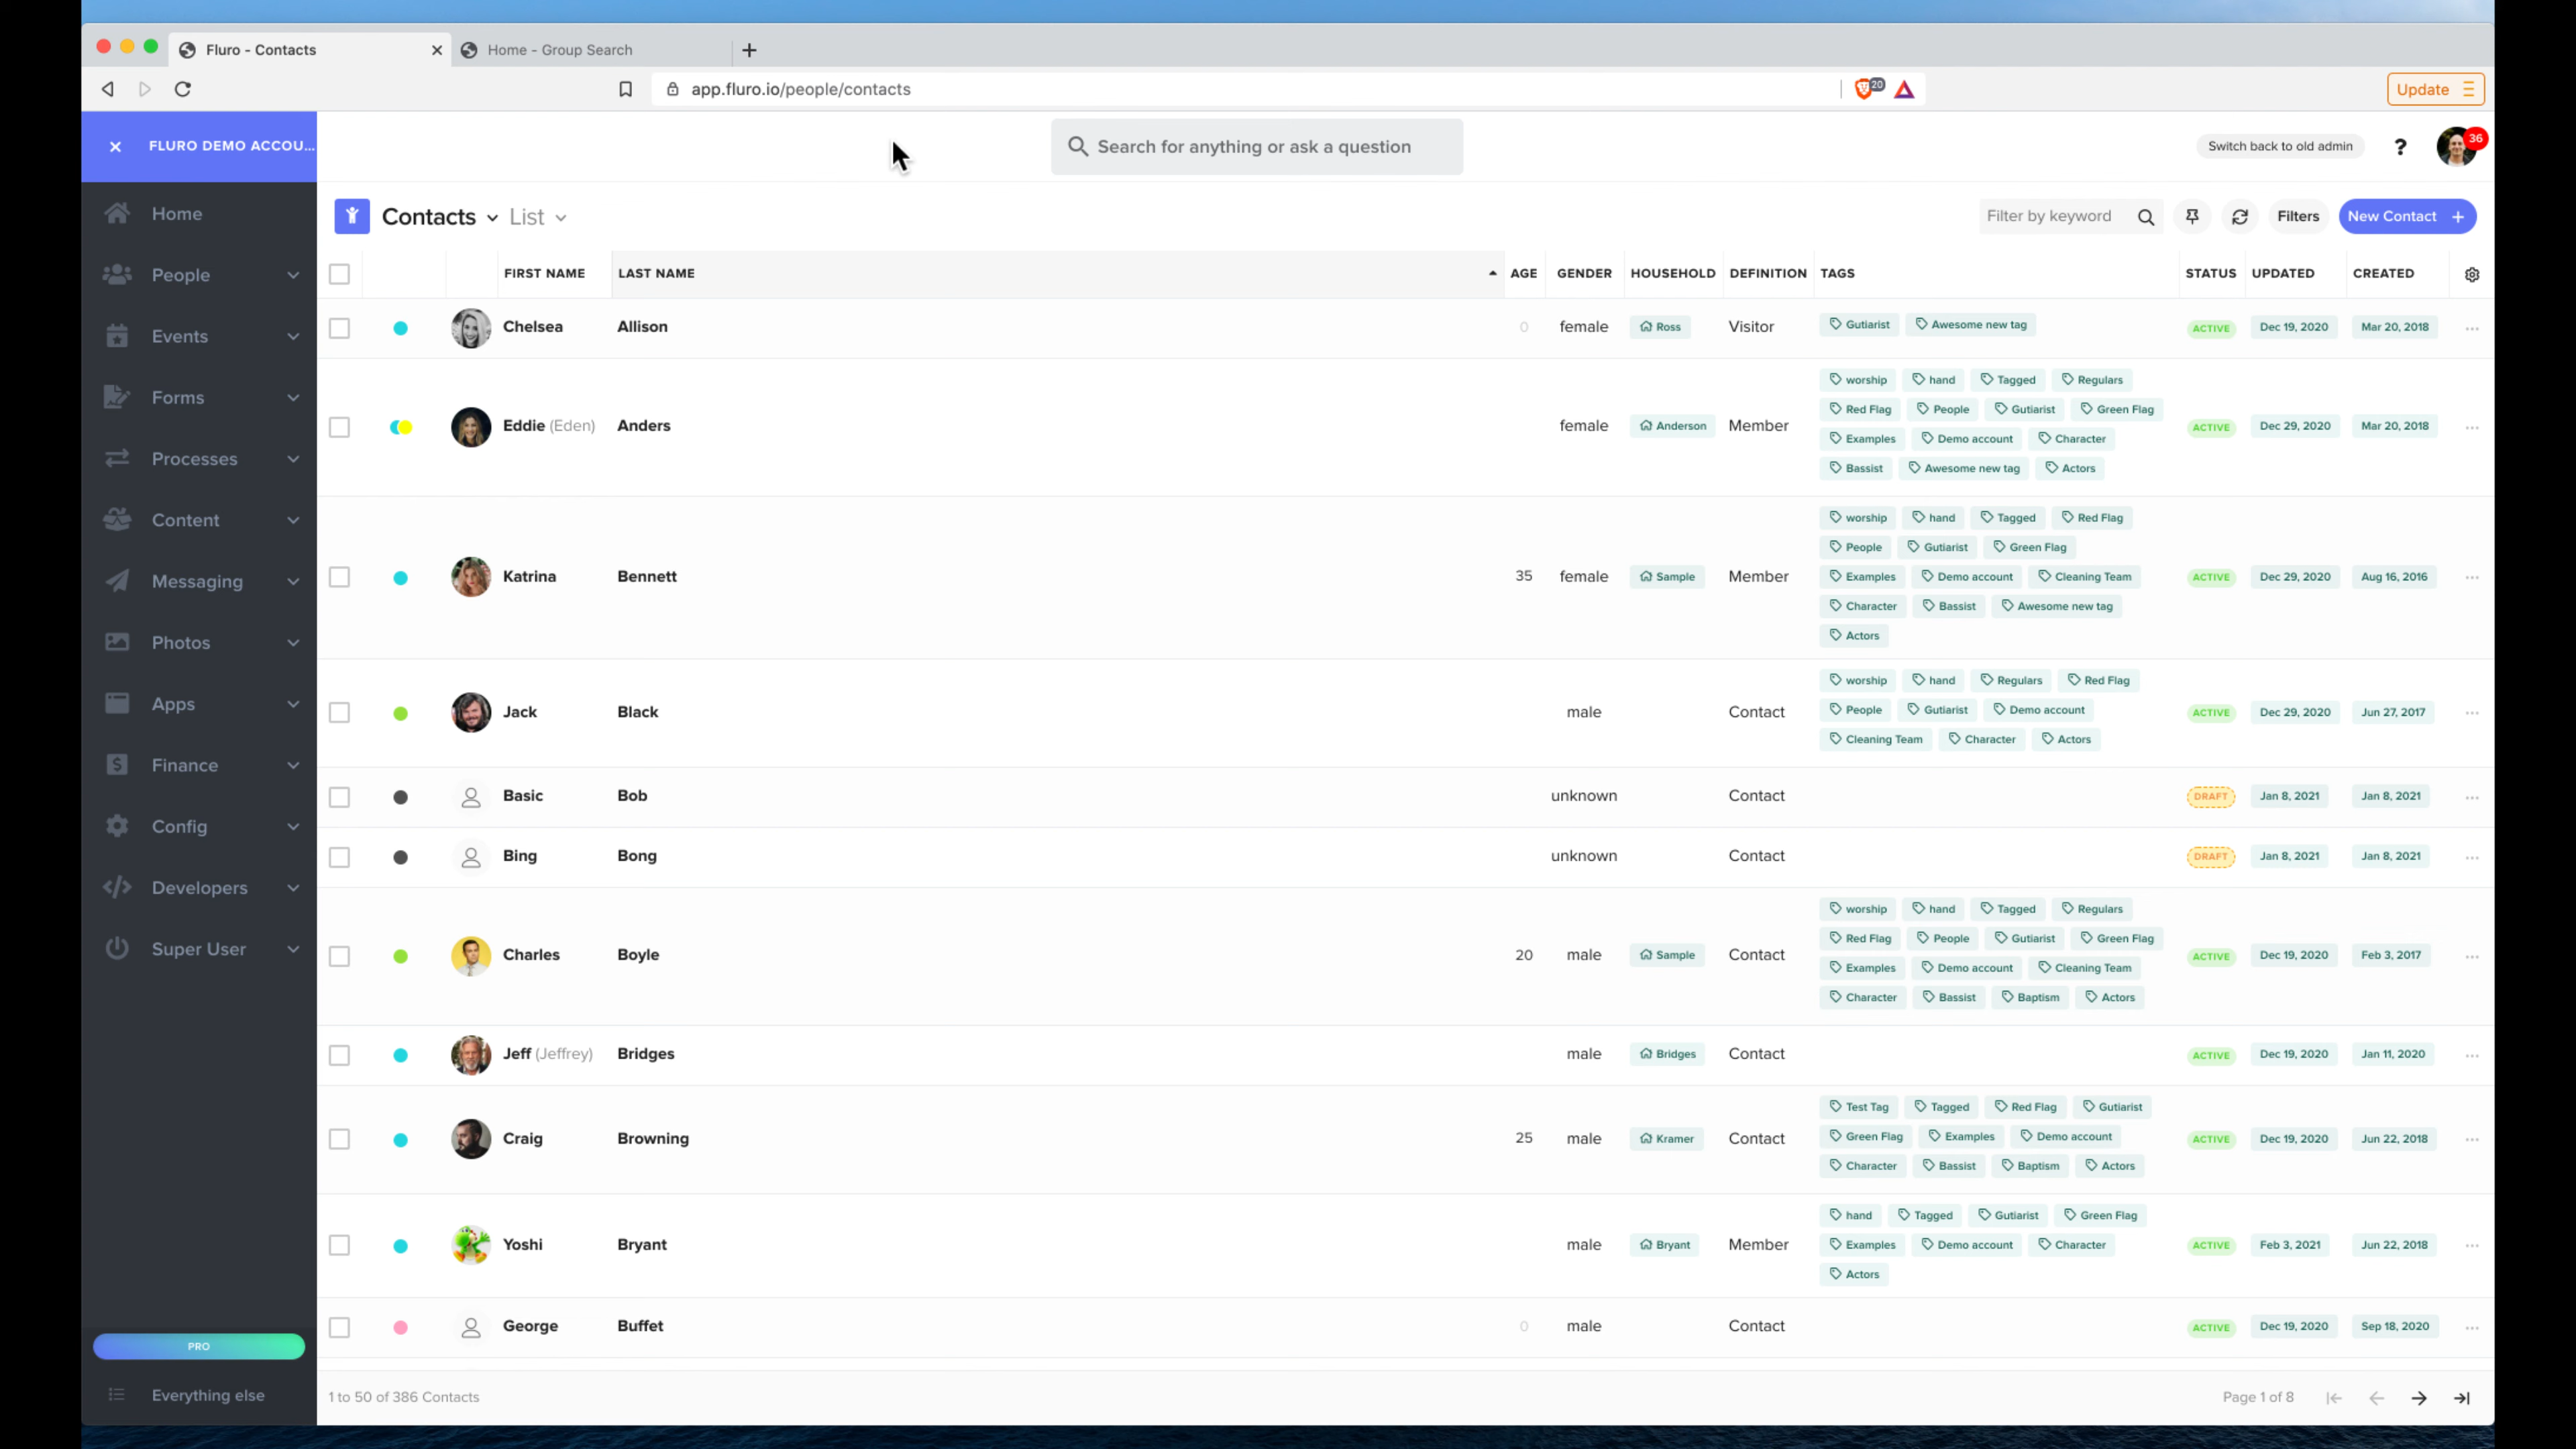 Fluro - Contacts
Home - Group Search
app.fluro.io/people/contacts
20
Update
FLURO DEMO ACCOU...
Search for anything or ask a question
Switch back to old admin
?
36
Home
People
Events
Forms
Processes
Content
Messaging
Photos
Apps
Finance
Config
Developers
Super User
PRO
Everything else
Contacts List
Filter by keyword
Filters
New Contact +
FIRST NAME LAST NAME AGE GENDER HOUSEHOLD DEFINITION TAGS STATUS UPDATED CREATED
Chelsea Allison 0 female Ross Visitor Gutiarist Awesome new tag ACTIVE Dec 19, 2020 Mar 20, 2018
Eddie (Eden) Anders female Anderson Member ACTIVE Dec 29, 2020 Mar 20, 2018
worship hand Tagged Regulars
Red Flag People Gutiarist Green Flag
Examples Demo account Character
Bassist Awesome new tag Actors
Katrina Bennett 35 female Sample Member ACTIVE Dec 29, 2020 Aug 16, 2016
worship hand Tagged Red Flag
People Gutiarist Green Flag
Examples Demo account Cleaning Team
Character Bassist Awesome new tag
Actors
Jack Black male Contact ACTIVE Dec 29, 2020 Jun 27, 2017
worship hand Regulars Red Flag
People Gutiarist Demo account
Cleaning Team Character Actors
Basic Bob unknown Contact DRAFT Jan 8, 2021 Jan 8, 2021
Bing Bong unknown Contact DRAFT Jan 8, 2021 Jan 8, 2021
Charles Boyle 20 male Sample Contact ACTIVE Dec 19, 2020 Feb 3, 2017
worship hand Tagged Regulars
Red Flag People Gutiarist Green Flag
Examples Demo account Cleaning Team
Character Bassist Baptism Actors
Jeff (Jeffrey) Bridges male Bridges Contact ACTIVE Dec 19, 2020 Jan 11, 2020
Craig Browning 25 male Kramer Contact ACTIVE Dec 19, 2020 Jun 22, 2018
Test Tag Tagged Red Flag Gutiarist
Green Flag Examples Demo account
Character Bassist Baptism Actors
Yoshi Bryant male Bryant Member ACTIVE Feb 3, 2021 Jun 22, 2018
hand Tagged Gutiarist Green Flag
Examples Demo account Character
Actors
George Buffet 0 male Contact ACTIVE Dec 19, 2020 Sep 18, 2020
1 to 50 of 386 Contacts
Page 1 of 8